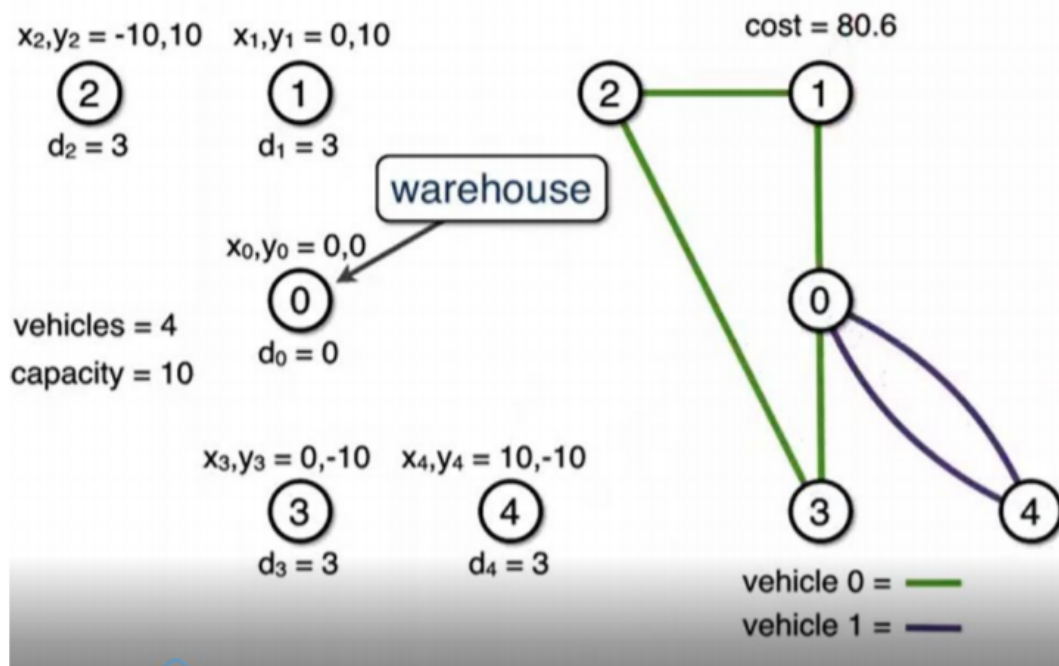 x₂,y₂ = -10,10
x₁,y₁ = 0,10
cost = 80.6
2
1
2
1
d₂ = 3
d₁ = 3
warehouse
x₀,y₀ = 0,0
0
0
vehicles = 4
d₀ = 0
capacity = 10
x₃,y₃ = 0,-10
x₄,y₄ = 10,-10
3
4
3
4
d₃ = 3
d₄ = 3
vehicle 0 =
vehicle 1 =